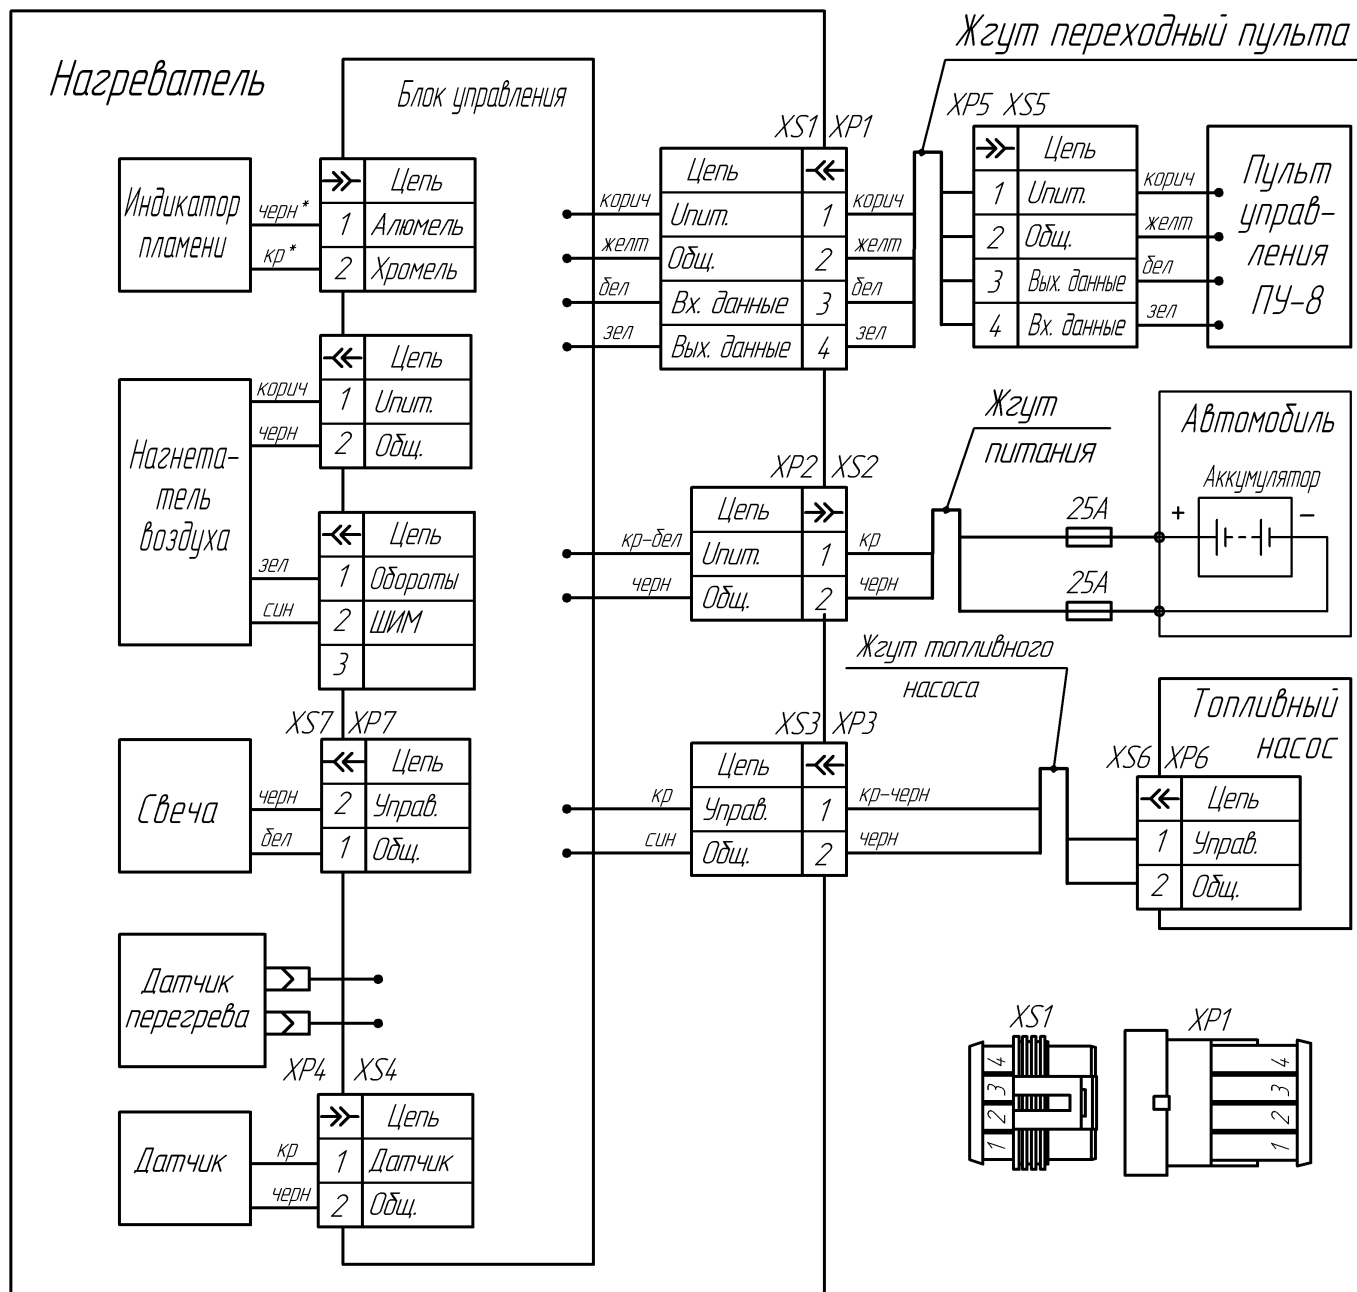 Жгут переходный пульта
Нагреватель
Блок управления
XS1 XP1
XP5 XS5
Цепь
корич Uпит. 1 корич
желт Общ. 2 желт
бел Вх. данные 3 бел
зел Вых. данные 4 зел
Цепь
1 Uпит. корич
2 Общ. желт
3 Вых. данные бел
4 Вх. данные зел
Пульт
управ-
ления
ПУ-8
Индикатор
пламени
черн*
кр*
Цепь
1 Алюмель
2 Хромель
Нагнета-
тель
воздуха
корич
черн
Цепь
1 Uпит.
2 Общ.
зел
син
Цепь
1 Обороты
2 ШИМ
3
Жгут
питания
XP2 XS2
Цепь
кр-бел Uпит. 1 кр
черн Общ. 2 черн
25А
25А
Автомобиль
Аккумулятор
+ −
Жгут топливного
насоса
XS3 XP3
Цепь
кр Управ. 1 кр-черн
син Общ. 2 черн
Топливный
насос
XS6 XP6
Цепь
1 Управ.
2 Общ.
XS7 XP7
Свеча
черн
бел
Цепь
2 Управ.
1 Общ.
Датчик
перегрева
XP4 XS4
Датчик
кр
черн
Цепь
1 Датчик
2 Общ.
XS1
4
3
2
1
XP1
4
3
2
1